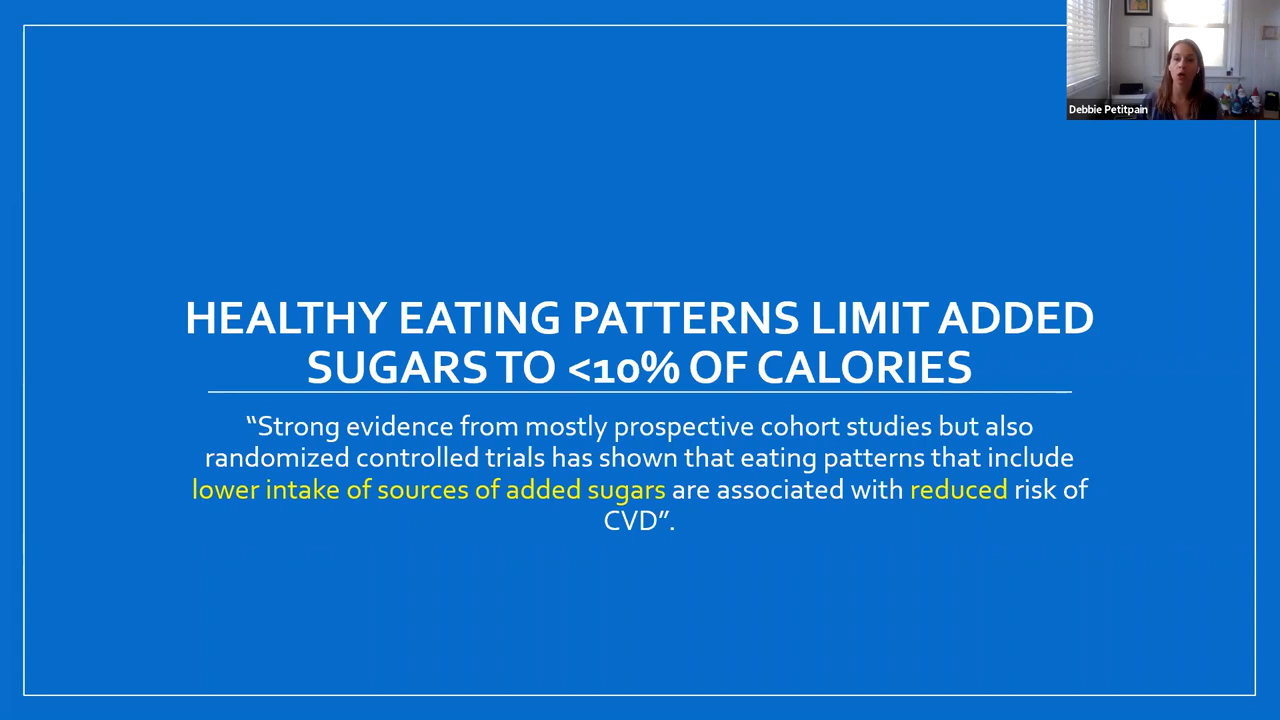 Debbie Petitpain
HEALTHY EATING PATTERNS LIMIT ADDED
SUGARS TO <10% OF CALORIES
“Strong evidence from mostly prospective cohort studies but also
randomized controlled trials has shown that eating patterns that include
lower intake of sources of added sugars are associated with reduced risk of
CVD”.